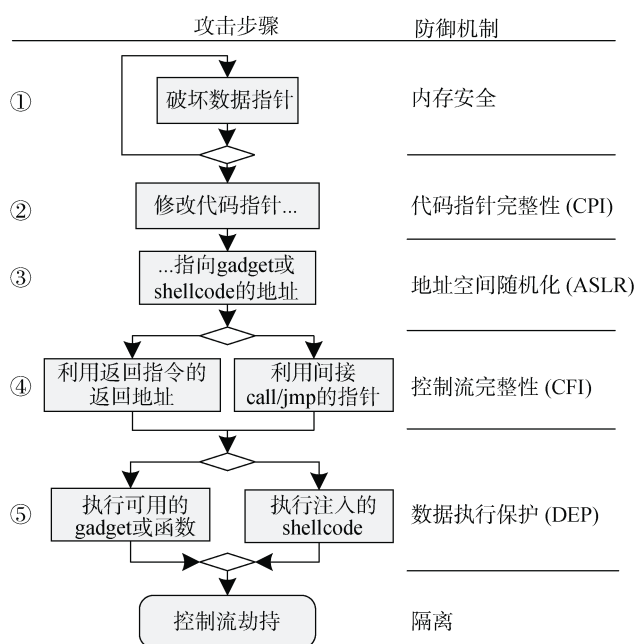 攻击步骤 防御机制
① 破坏数据指针 内存安全
② 修改代码指针... 代码指针完整性 (CPI)
③ ...指向gadget或
shellcode的地址 地址空间随机化 (ASLR)
④ 利用返回指令的
返回地址
利用间接
call/jmp的指针
控制流完整性 (CFI)
⑤ 执行可用的
gadget或函数
执行注入的
shellcode
数据执行保护 (DEP)
控制流劫持 隔离